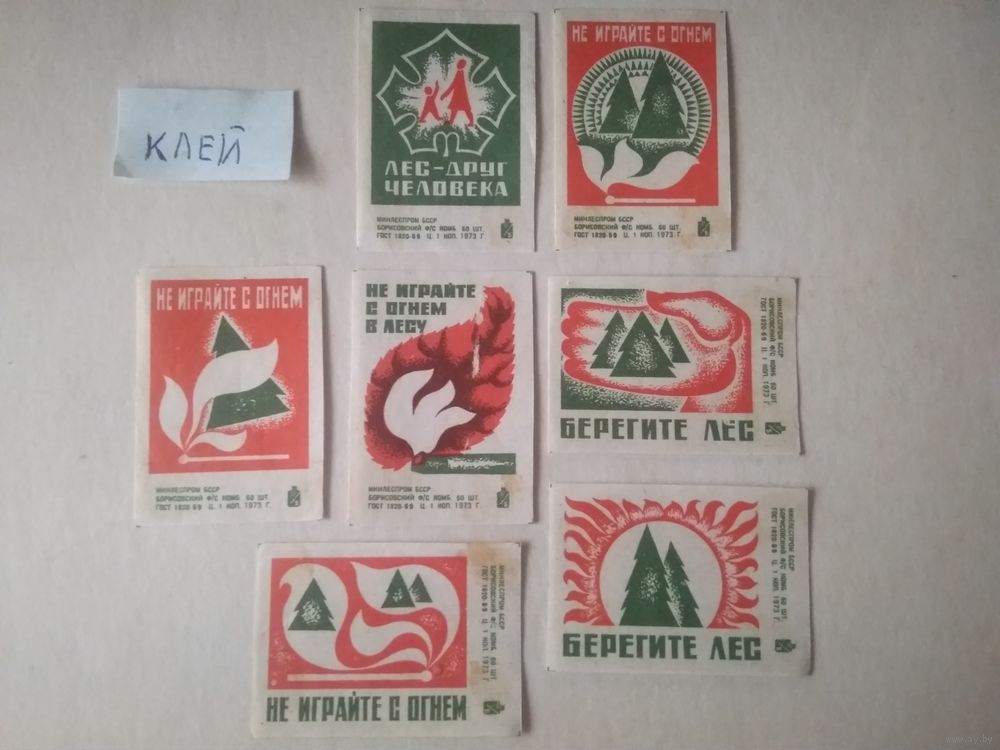 КЛЕЙ
ЛЕС-ДРУГ
ЧЕЛОВЕКА
МИНЛЕСПРОМ БССР
БОРИСОВСКИЙ Ф/С КОМБ. 60 ШТ.
ГОСТ 1820-69 Ц. 1 КОП. 1973 Г.
НЕ ИГРАЙТЕ С ОГНЕМ
МИНЛЕСПРОМ БССР
БОРИСОВСКИЙ Ф/С КОМБ. 60 ШТ.
ГОСТ 1820-69 Ц. 1 КОП. 1973 Г.
НЕ ИГРАЙТЕ С ОГНЕМ
МИНЛЕСПРОМ БССР
БОРИСОВСКИЙ Ф/С КОМБ. 60 ШТ.
ГОСТ 1820-69 Ц. 1 КОП. 1973 Г.
НЕ ИГРАЙТЕ
С ОГНЕМ
В ЛЕСУ
МИНЛЕСПРОМ БССР
БОРИСОВСКИЙ Ф/С КОМБ. 60 ШТ.
ГОСТ 1820-69 Ц. 1 КОП. 1973 Г.
БЕРЕГИТЕ ЛЕС
МИНЛЕСПРОМ БССР
БОРИСОВСКИЙ Ф/С КОМБ. 60 ШТ.
ГОСТ 1820-69 Ц. 1 КОП. 1973 Г.
БЕРЕГИТЕ ЛЕС
МИНЛЕСПРОМ БССР
БОРИСОВСКИЙ Ф/С КОМБ. 60 ШТ.
ГОСТ 1820-69 Ц. 1 КОП. 1973 Г.
НЕ ИГРАЙТЕ С ОГНЕМ
МИНЛЕСПРОМ БССР
БОРИСОВСКИЙ Ф/С КОМБ. 60 ШТ.
ГОСТ 1820-69 Ц. 1 КОП. 1973 Г.
www.ay.by